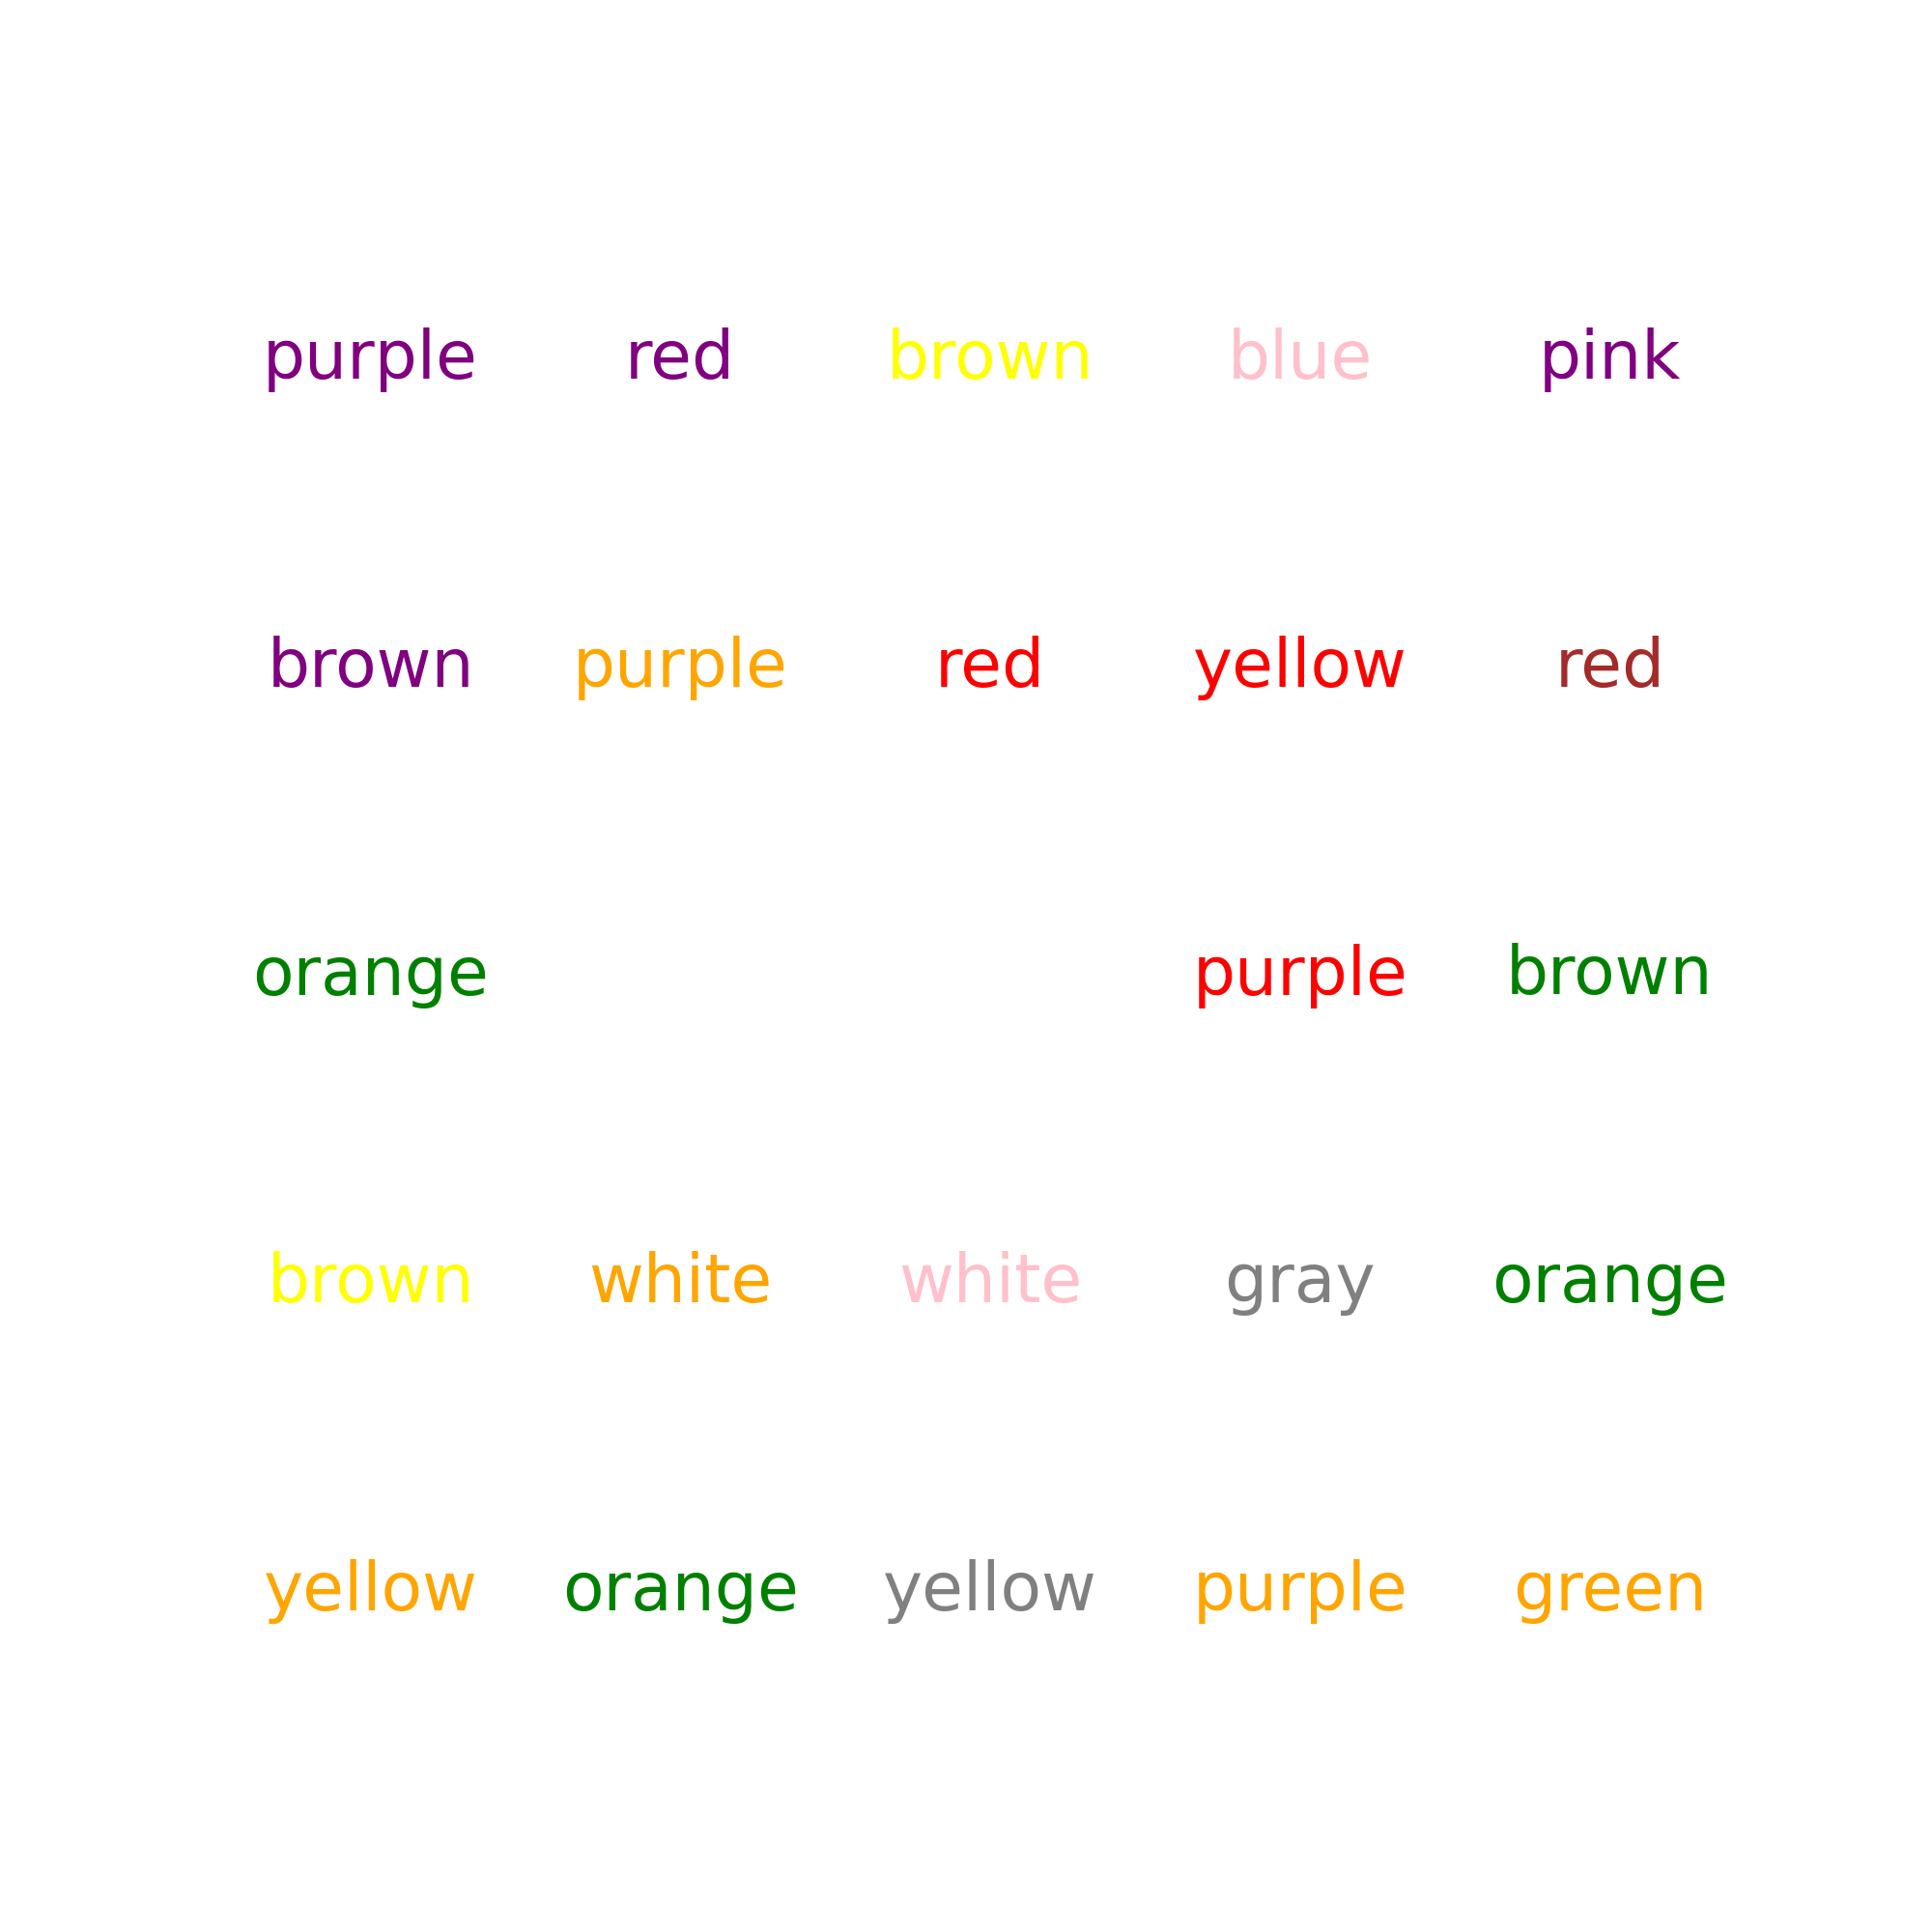 purple red brown blue pink
brown purple red yellow red
orange purple brown
brown white white gray orange
yellow orange yellow purple green